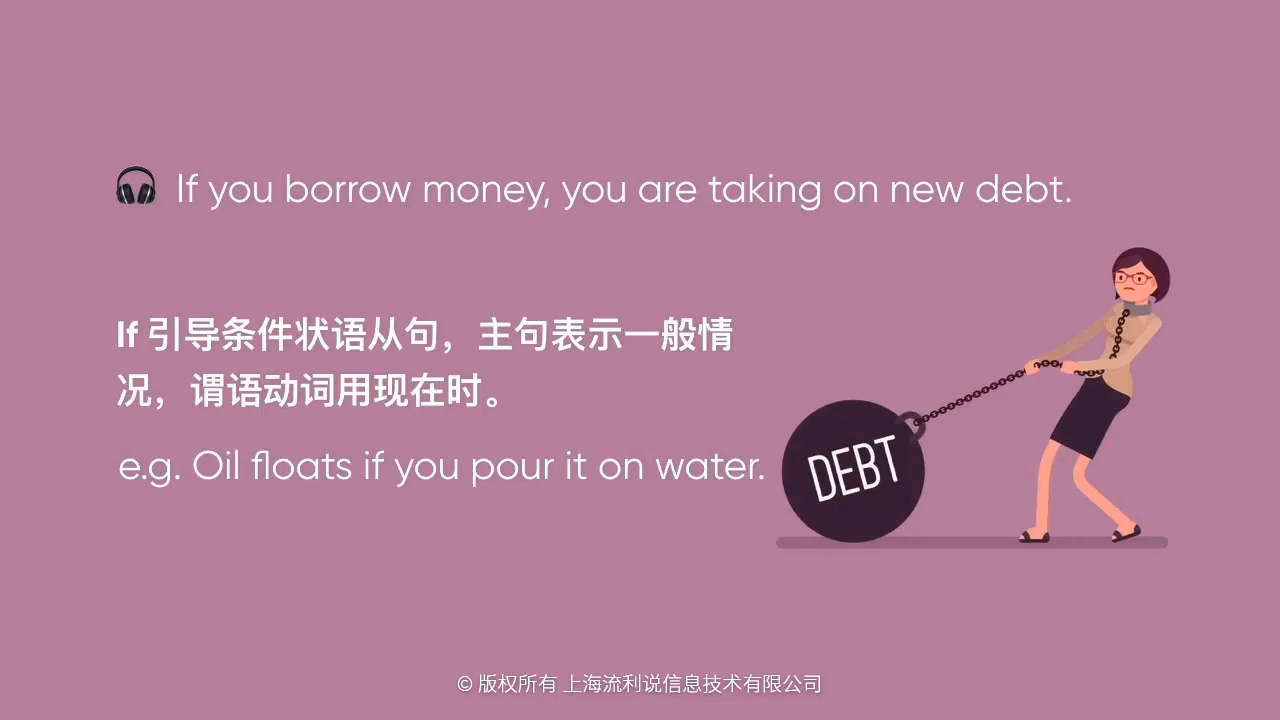 If you borrow money, you are taking on new debt.
If 引导条件状语从句，主句表示一般情
况，谓语动词用现在时。
e.g. Oil floats if you pour it on water.
DEBT
© 版权所有 上海流利说信息技术有限公司